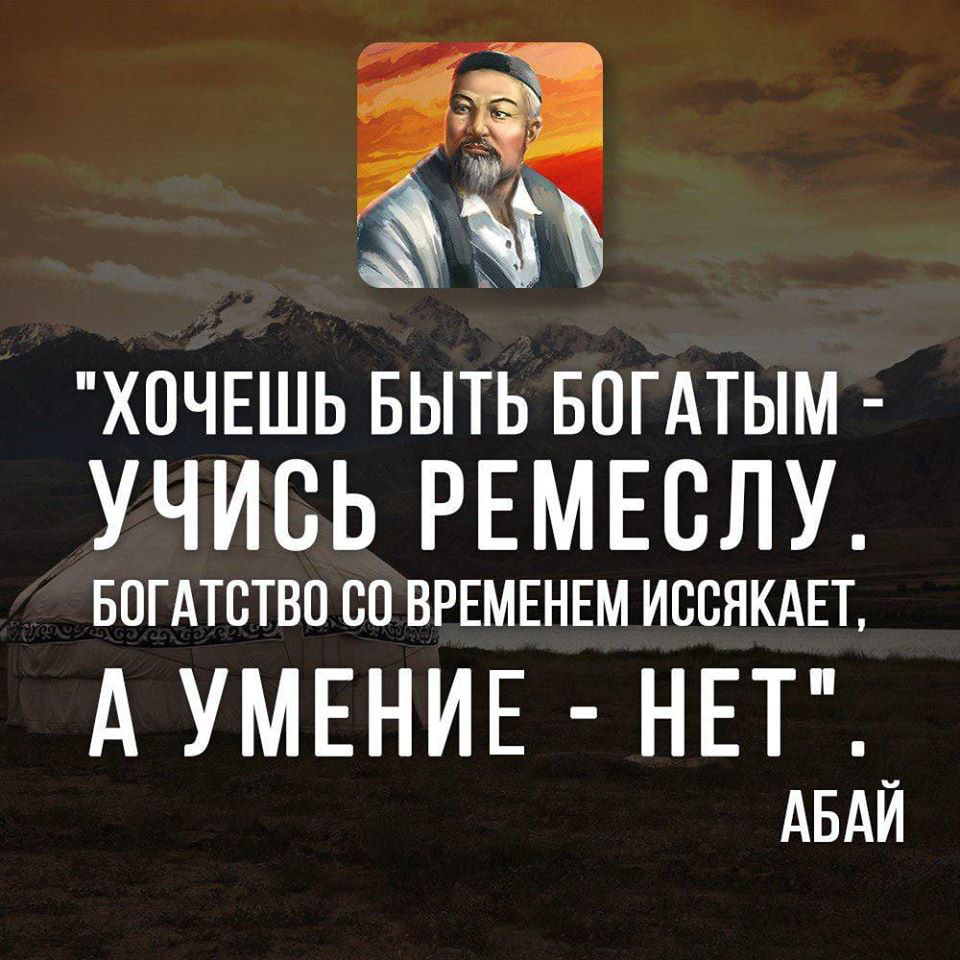 "ХОЧЕШЬ БЫТЬ БОГАТЫМ -
УЧИСЬ РЕМЕСЛУ.
БОГАТСТВО СО ВРЕМЕНЕМ ИССЯКАЕТ,
А УМЕНИЕ - НЕТ".
АБАЙ